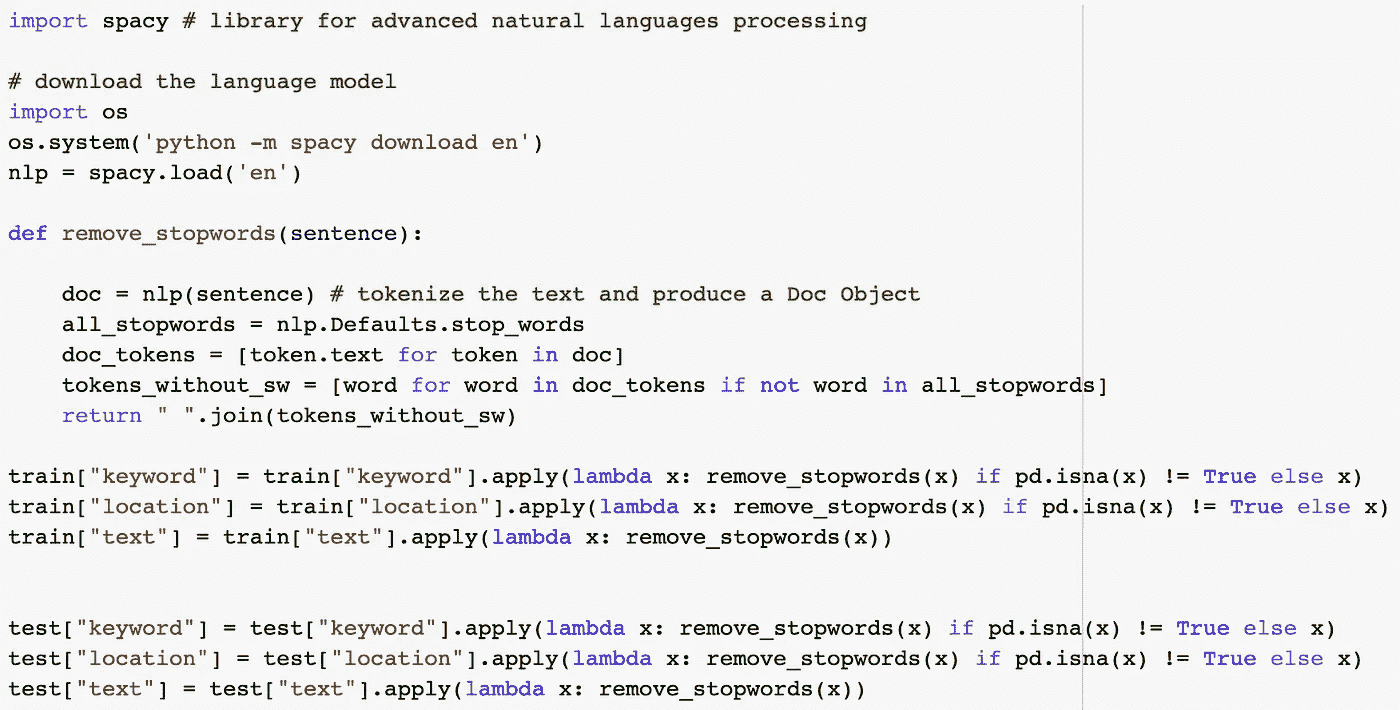 import spacy # library for advanced natural languages processing
# download the language model
import os
os.system('python -m spacy download en')
nlp = spacy.load('en')
def remove_stopwords(sentence):
    doc = nlp(sentence) # tokenize the text and produce a Doc Object
    all_stopwords = nlp.Defaults.stop_words
    doc_tokens = [token.text for token in doc]
    tokens_without_sw = [word for word in doc_tokens if not word in all_stopwords]
    return " ".join(tokens_without_sw)
train["keyword"] = train["keyword"].apply(lambda x: remove_stopwords(x) if pd.isna(x) != True else x)
train["location"] = train["location"].apply(lambda x: remove_stopwords(x) if pd.isna(x) != True else x)
train["text"] = train["text"].apply(lambda x: remove_stopwords(x))
test["keyword"] = test["keyword"].apply(lambda x: remove_stopwords(x) if pd.isna(x) != True else x)
test["location"] = test["location"].apply(lambda x: remove_stopwords(x) if pd.isna(x) != True else x)
test["text"] = test["text"].apply(lambda x: remove_stopwords(x))